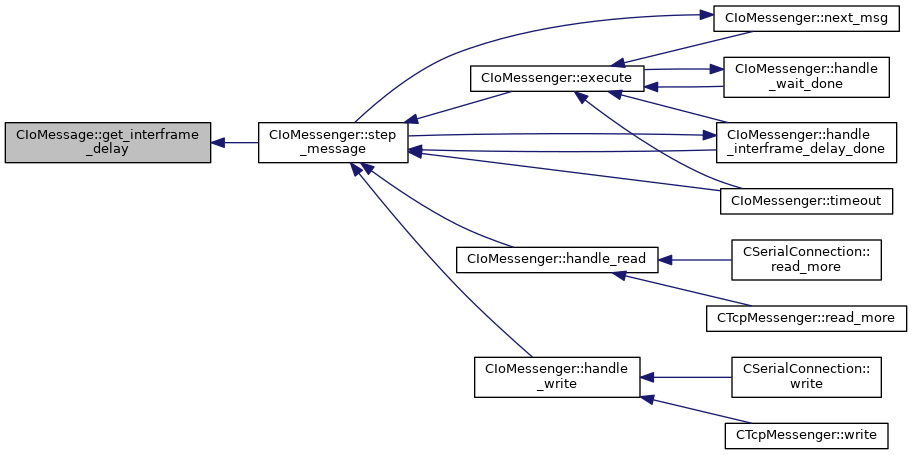 CIoMessage::get_interframe
_delay
CIoMessenger::step
_message
CIoMessenger::execute
CIoMessenger::next_msg
CIoMessenger::handle
_wait_done
CIoMessenger::handle
_interframe_delay_done
CIoMessenger::timeout
CIoMessenger::handle_read
CSerialConnection::
read_more
CTcpMessenger::read_more
CIoMessenger::handle
_write
CSerialConnection::
write
CTcpMessenger::write